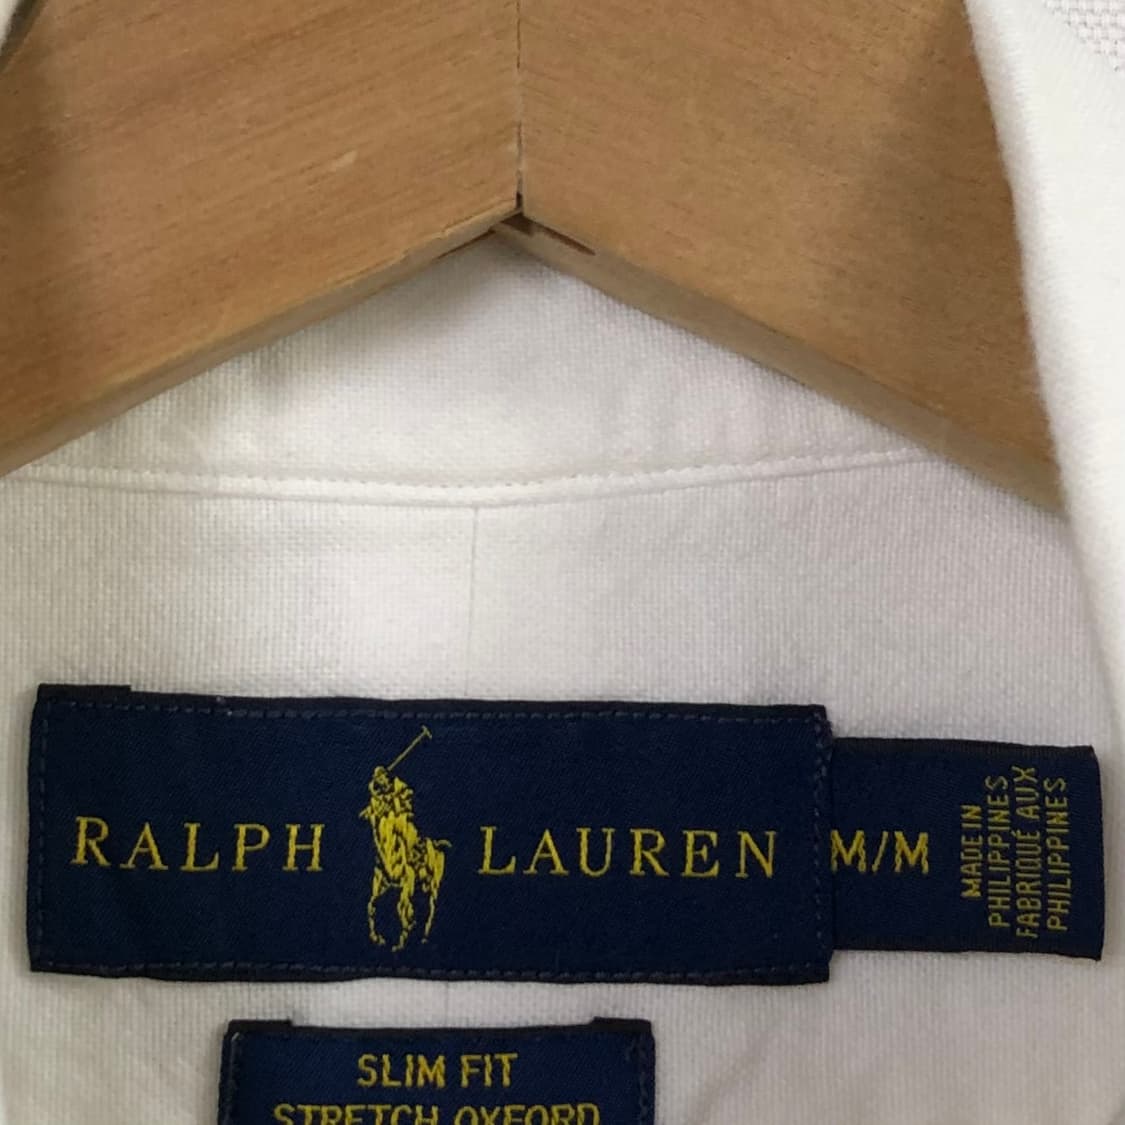 RALPH LAUREN
M/M
MADE IN
PHILIPPINES
FABRIQUÉ AUX
PHILIPPINES
SLIM FIT
STRETCH OXFORD